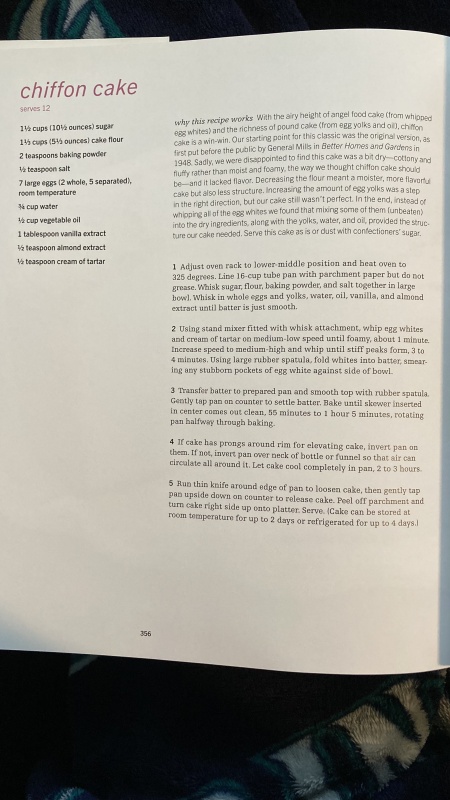 chiffon cake
serves 12
1½ cups (10½ ounces) sugar
1⅓ cups (5⅓ ounces) cake flour
2 teaspoons baking powder
½ teaspoon salt
7 large eggs (2 whole, 5 separated),
room temperature
¾ cup water
½ cup vegetable oil
1 tablespoon vanilla extract
½ teaspoon almond extract
½ teaspoon cream of tartar
why this recipe works With the airy height of angel food cake (from whipped
egg whites) and the richness of pound cake (from egg yolks and oil), chiffon
cake is a win-win. Our starting point for this classic was the original version, as
first put before the public by General Mills in Better Homes and Gardens in
1948. Sadly, we were disappointed to find this cake was a bit dry—cottony and
fluffy rather than moist and foamy, the way we thought chiffon cake should
be—and it lacked flavor. Decreasing the flour meant a moister, more flavorful
cake but also less structure. Increasing the amount of egg yolks was a step
in the right direction, but our cake still wasn't perfect. In the end, instead of
whipping all of the egg whites we found that mixing some of them (unbeaten)
into the dry ingredients, along with the yolks, water, and oil, provided the struc-
ture our cake needed. Serve this cake as is or dust with confectioners' sugar.
1 Adjust oven rack to lower-middle position and heat oven to
325 degrees. Line 16-cup tube pan with parchment paper but do not
grease. Whisk sugar, flour, baking powder, and salt together in large
bowl. Whisk in whole eggs and yolks, water, oil, vanilla, and almond
extract until batter is just smooth.
2 Using stand mixer fitted with whisk attachment, whip egg whites
and cream of tartar on medium-low speed until foamy, about 1 minute.
Increase speed to medium-high and whip until stiff peaks form, 3 to
4 minutes. Using large rubber spatula, fold whites into batter, smear-
ing any stubborn pockets of egg white against side of bowl.
3 Transfer batter to prepared pan and smooth top with rubber spatula.
Gently tap pan on counter to settle batter. Bake until skewer inserted
in center comes out clean, 55 minutes to 1 hour 5 minutes, rotating
pan halfway through baking.
4 If cake has prongs around rim for elevating cake, invert pan on
them. If not, invert pan over neck of bottle or funnel so that air can
circulate all around it. Let cake cool completely in pan, 2 to 3 hours.
5 Run thin knife around edge of pan to loosen cake, then gently tap
pan upside down on counter to release cake. Peel off parchment and
turn cake right side up onto platter. Serve. (Cake can be stored at
room temperature for up to 2 days or refrigerated for up to 4 days.)
356